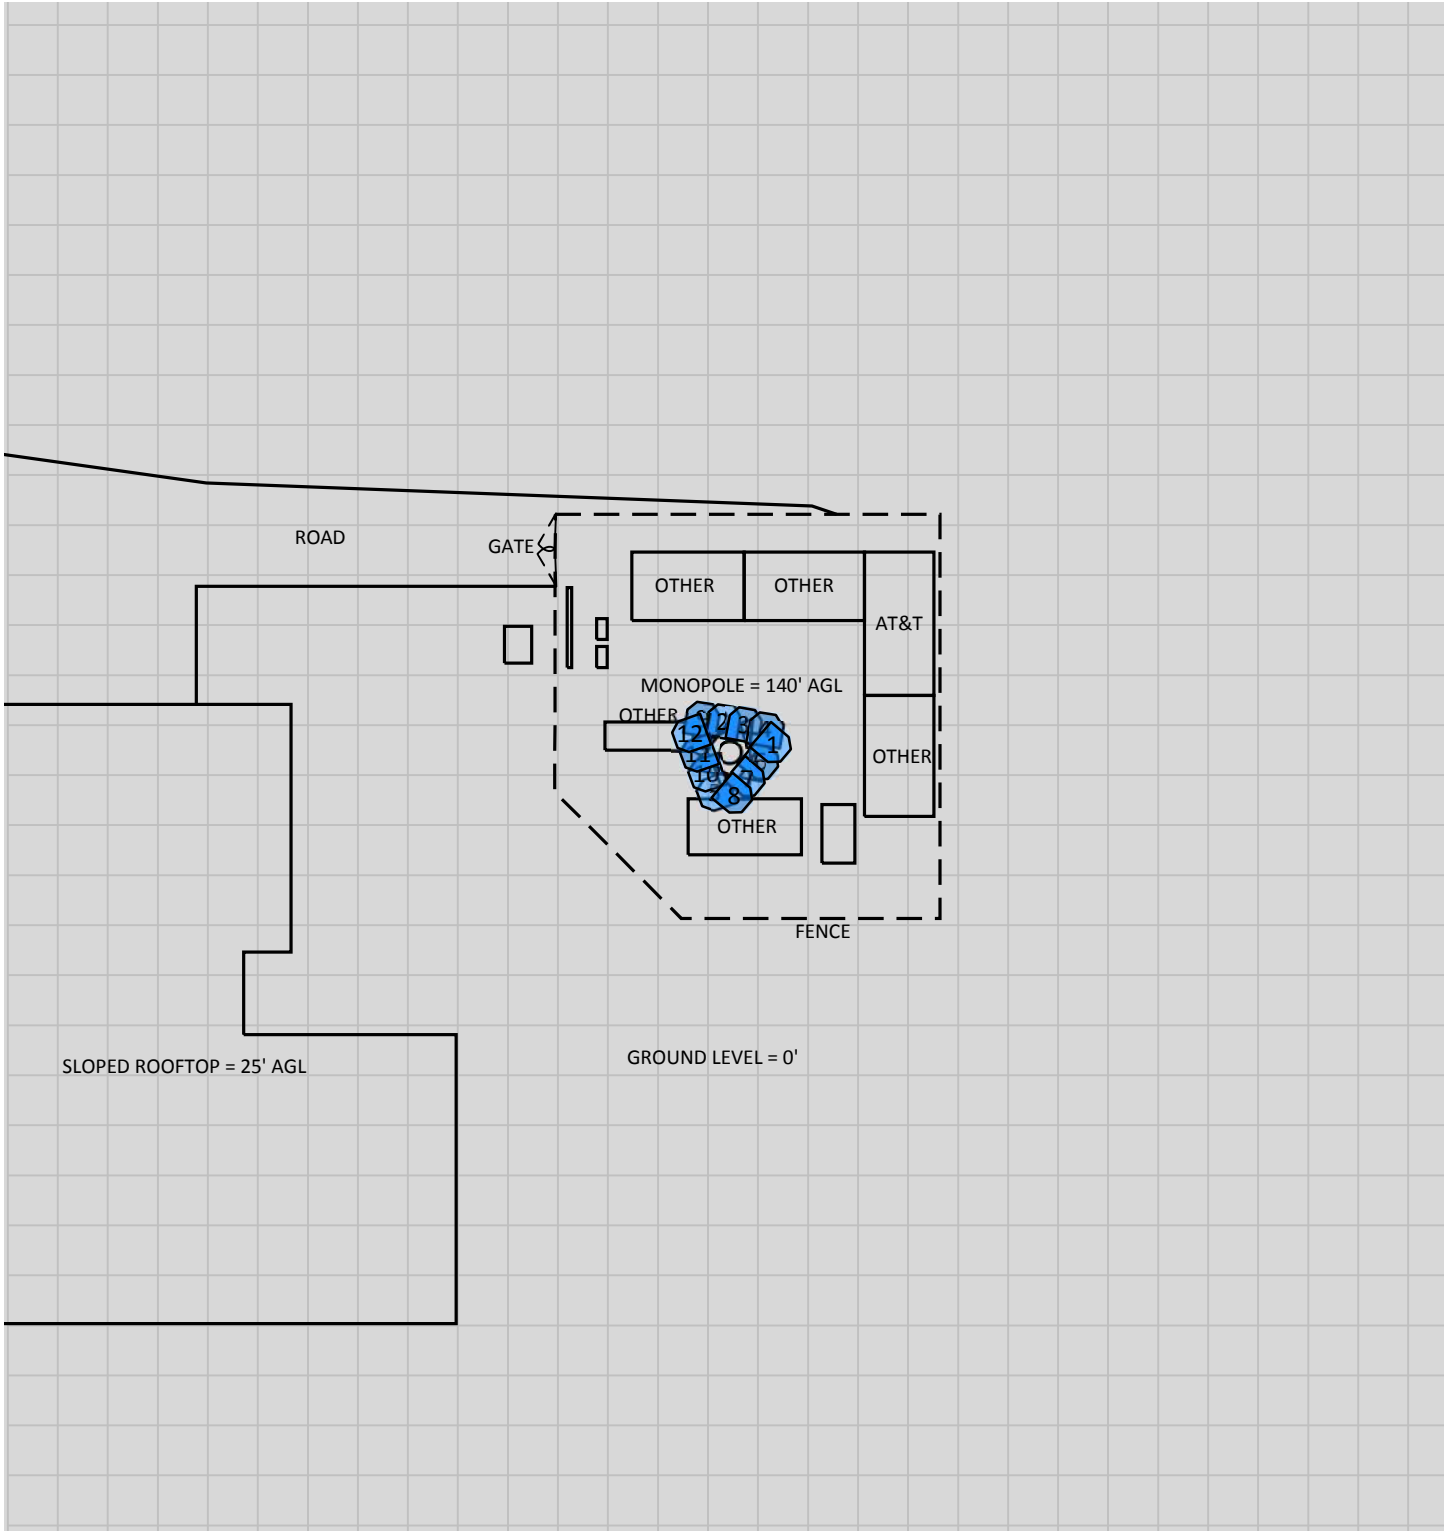 ROAD
GATE
OTHER
OTHER
AT&T
MONOPOLE = 140' AGL
OTHER
3
12
1
11
OTHER
10
7
8
OTHER
FENCE
GROUND LEVEL = 0'
SLOPED ROOFTOP = 25' AGL